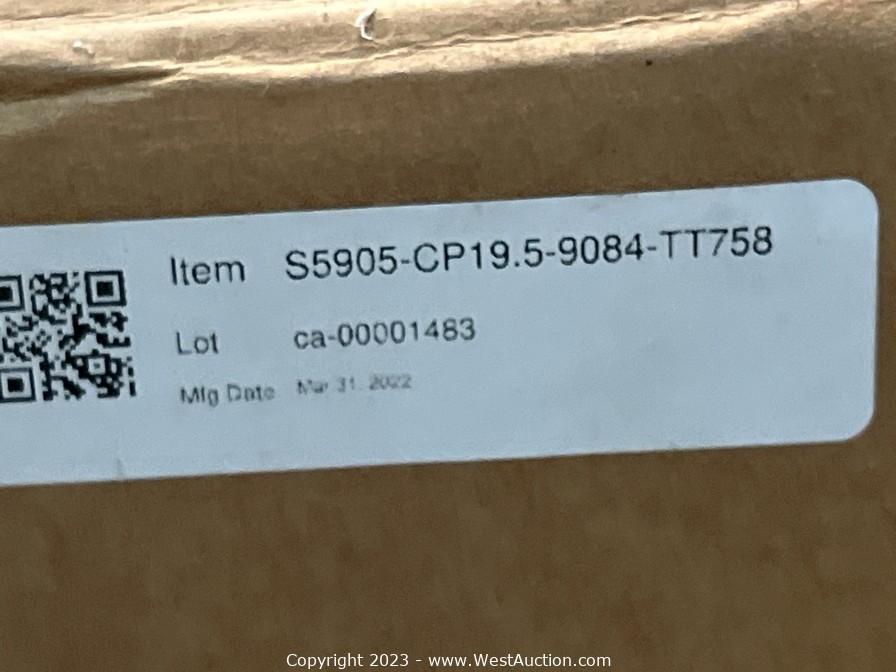 Item S5905-CP19.5-9084-TT758
Lot ca-00001483
Mfg Date Mar 31. 2022
Copyright 2023 - www.WestAuction.com